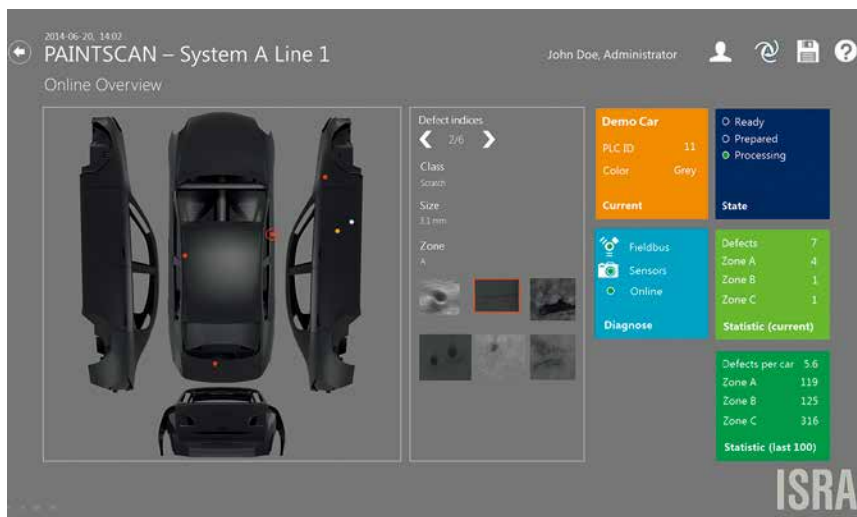 2014-06-20, 14:02
PAINTSCAN – System A Line 1
John Doe, Administrator
Online Overview
Defect indices
2/6
Class
Scratch
Size
3.1 mm
Zone
A
Demo Car
PLC ID 11
Color Grey
Current
Ready
Prepared
Processing
State
Fieldbus
Sensors
Online
Diagnose
Defects 7
Zone A 4
Zone B 1
Zone C 1
Statistic (current)
Defects per car 5.6
Zone A 119
Zone B 125
Zone C 316
Statistic (last 100)
ISRA